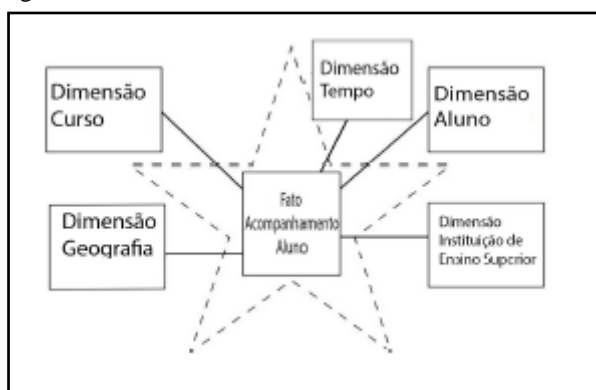 Dimensão
Curso
Dimensão
Tempo
Dimensão
Aluno
Fato
Acompanhamento
Aluno
Dimensão
Geografia
Dimensão
Instituição de
Ensino Superior